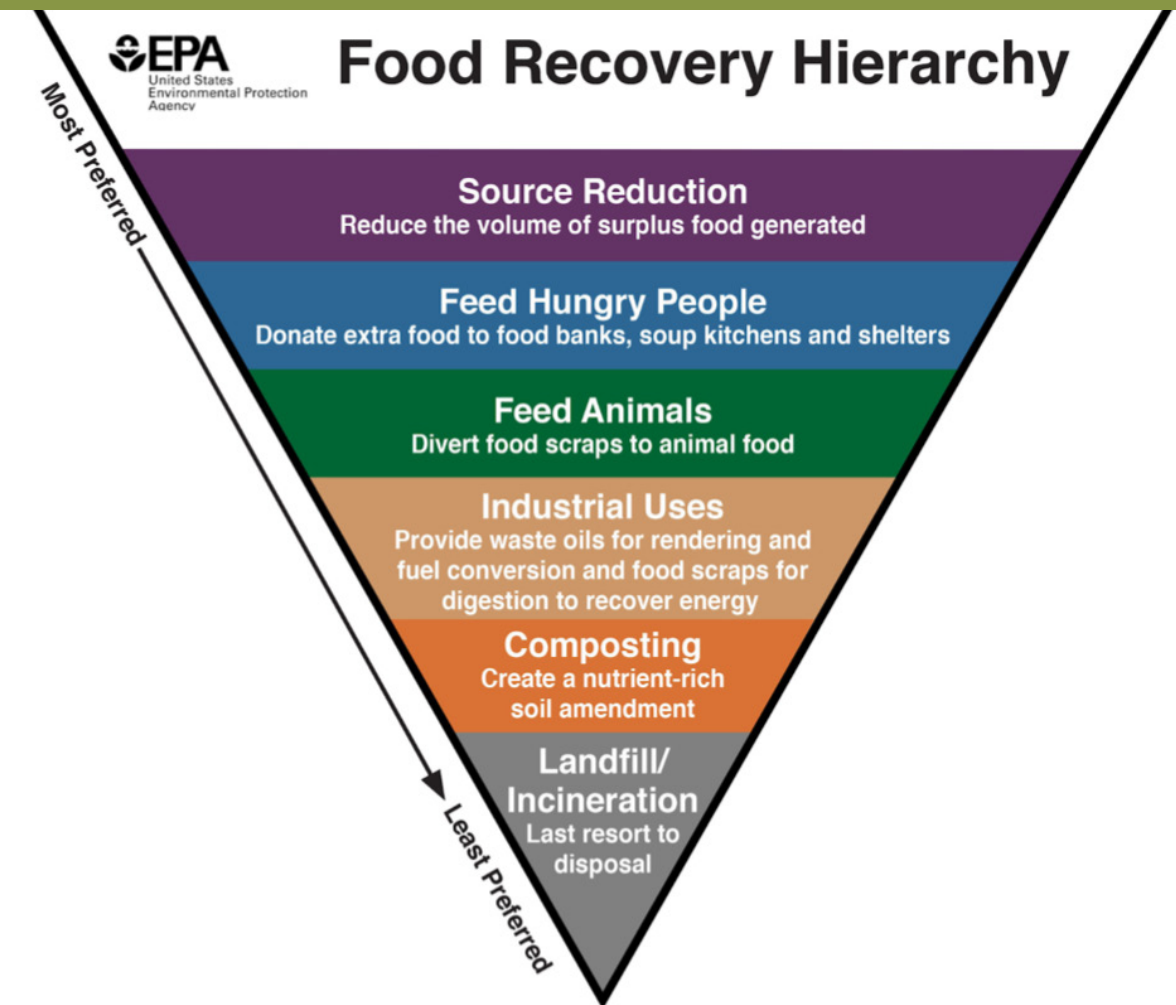 EPA
United States
Environmental Protection
Agency
Food Recovery Hierarchy
Most Preferred
Source Reduction
Reduce the volume of surplus food generated
Feed Hungry People
Donate extra food to food banks, soup kitchens and shelters
Feed Animals
Divert food scraps to animal food
Industrial Uses
Provide waste oils for rendering and
fuel conversion and food scraps for
digestion to recover energy
Composting
Create a nutrient-rich
soil amendment
Landfill/
Incineration
Last resort to
disposal
Least Preferred